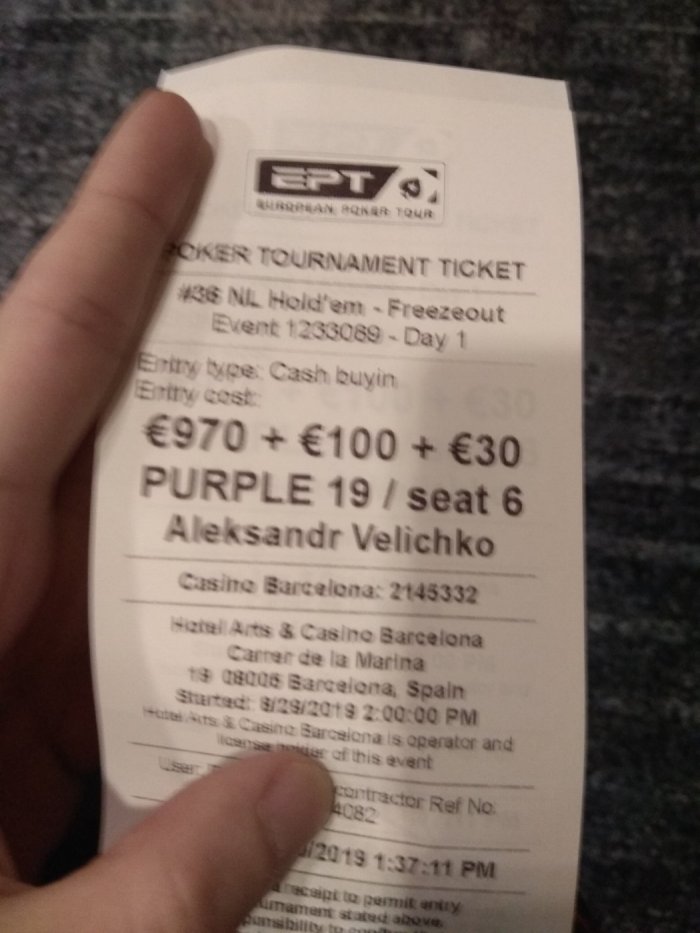 EPT
EUROPEAN POKER TOUR
POKER TOURNAMENT TICKET
#36 NL Hold'em - Freezeout
Event 1233089 - Day 1
Entry type: Cash buyin
Entry cost:
€970 + €100 + €30
PURPLE 19 / seat 6
Aleksandr Velichko
Casino Barcelona: 2145332
Hotel Arts & Casino Barcelona
Carrer de la Marina
19 08006 Barcelona, Spain
Started: 8/29/2019 2:00:00 PM
Hotel Arts & Casino Barcelona is operator and
license holder of this event
User:
contractor Ref No:
4082
/2019 1:37:11 PM
receipt to permit entry
tournament stated above.